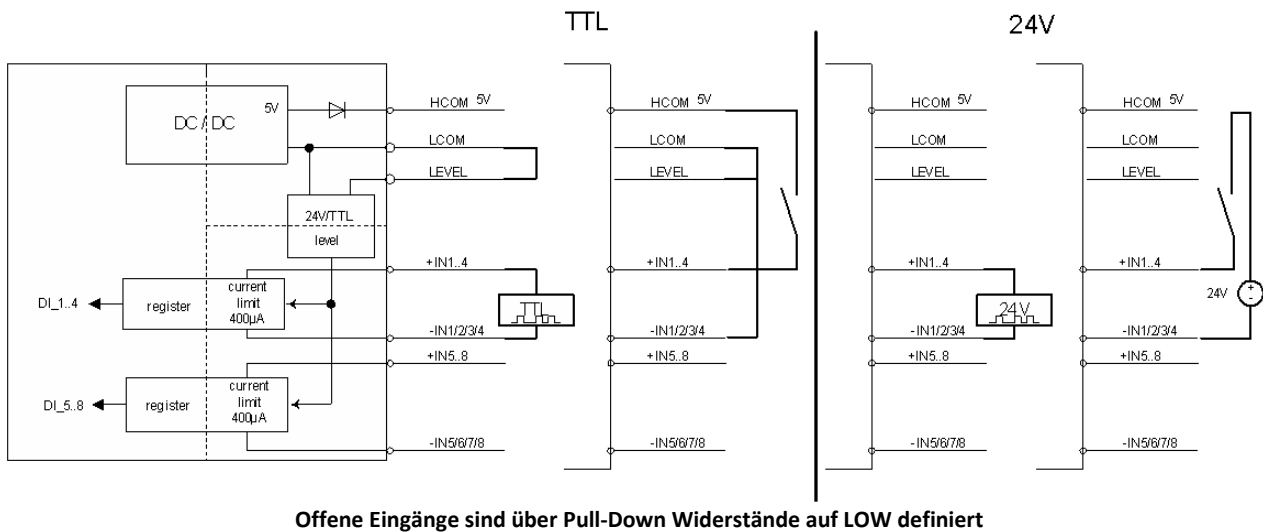 TTL
24V
DC / DC
5V
HCOM 5V
LCOM
LEVEL
24V/TTL
level
+IN1..4
DI_1..4
register
current
limit
400µA
TTL
-IN1/2/3/4
+IN5..8
DI_5..8
register
current
limit
400µA
-IN5/6/7/8
HCOM 5V
LCOM
LEVEL
+IN1..4
-IN1/2/3/4
+IN5..8
-IN5/6/7/8
HCOM 5V
LCOM
LEVEL
+IN1..4
24V
-IN1/2/3/4
+IN5..8
-IN5/6/7/8
HCOM 5V
LCOM
LEVEL
+IN1..4
24V
+
-
-IN1/2/3/4
+IN5..8
-IN5/6/7/8
Offene Eingänge sind über Pull-Down Widerstände auf LOW definiert